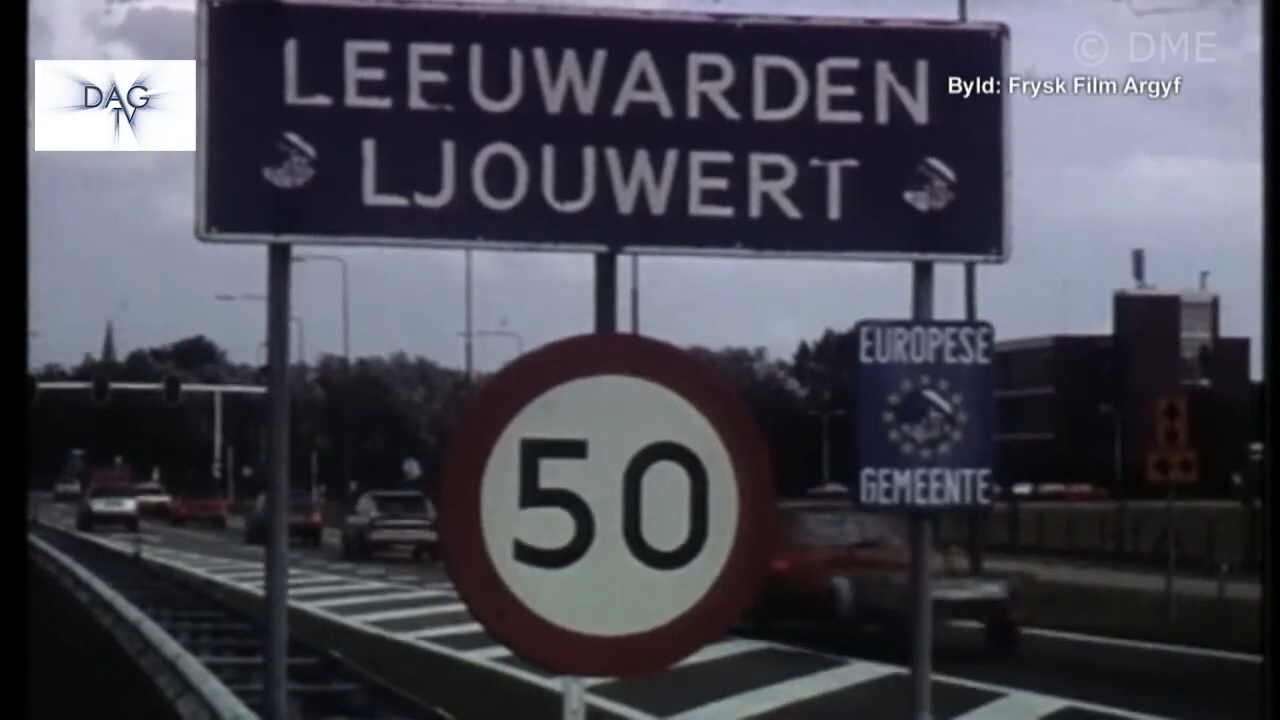 LEEUWARDEN
LJOUWERT
© DME
Byld: Frysk Film Argyf
DAG
TV
50
EUROPESE
GEMEENTE